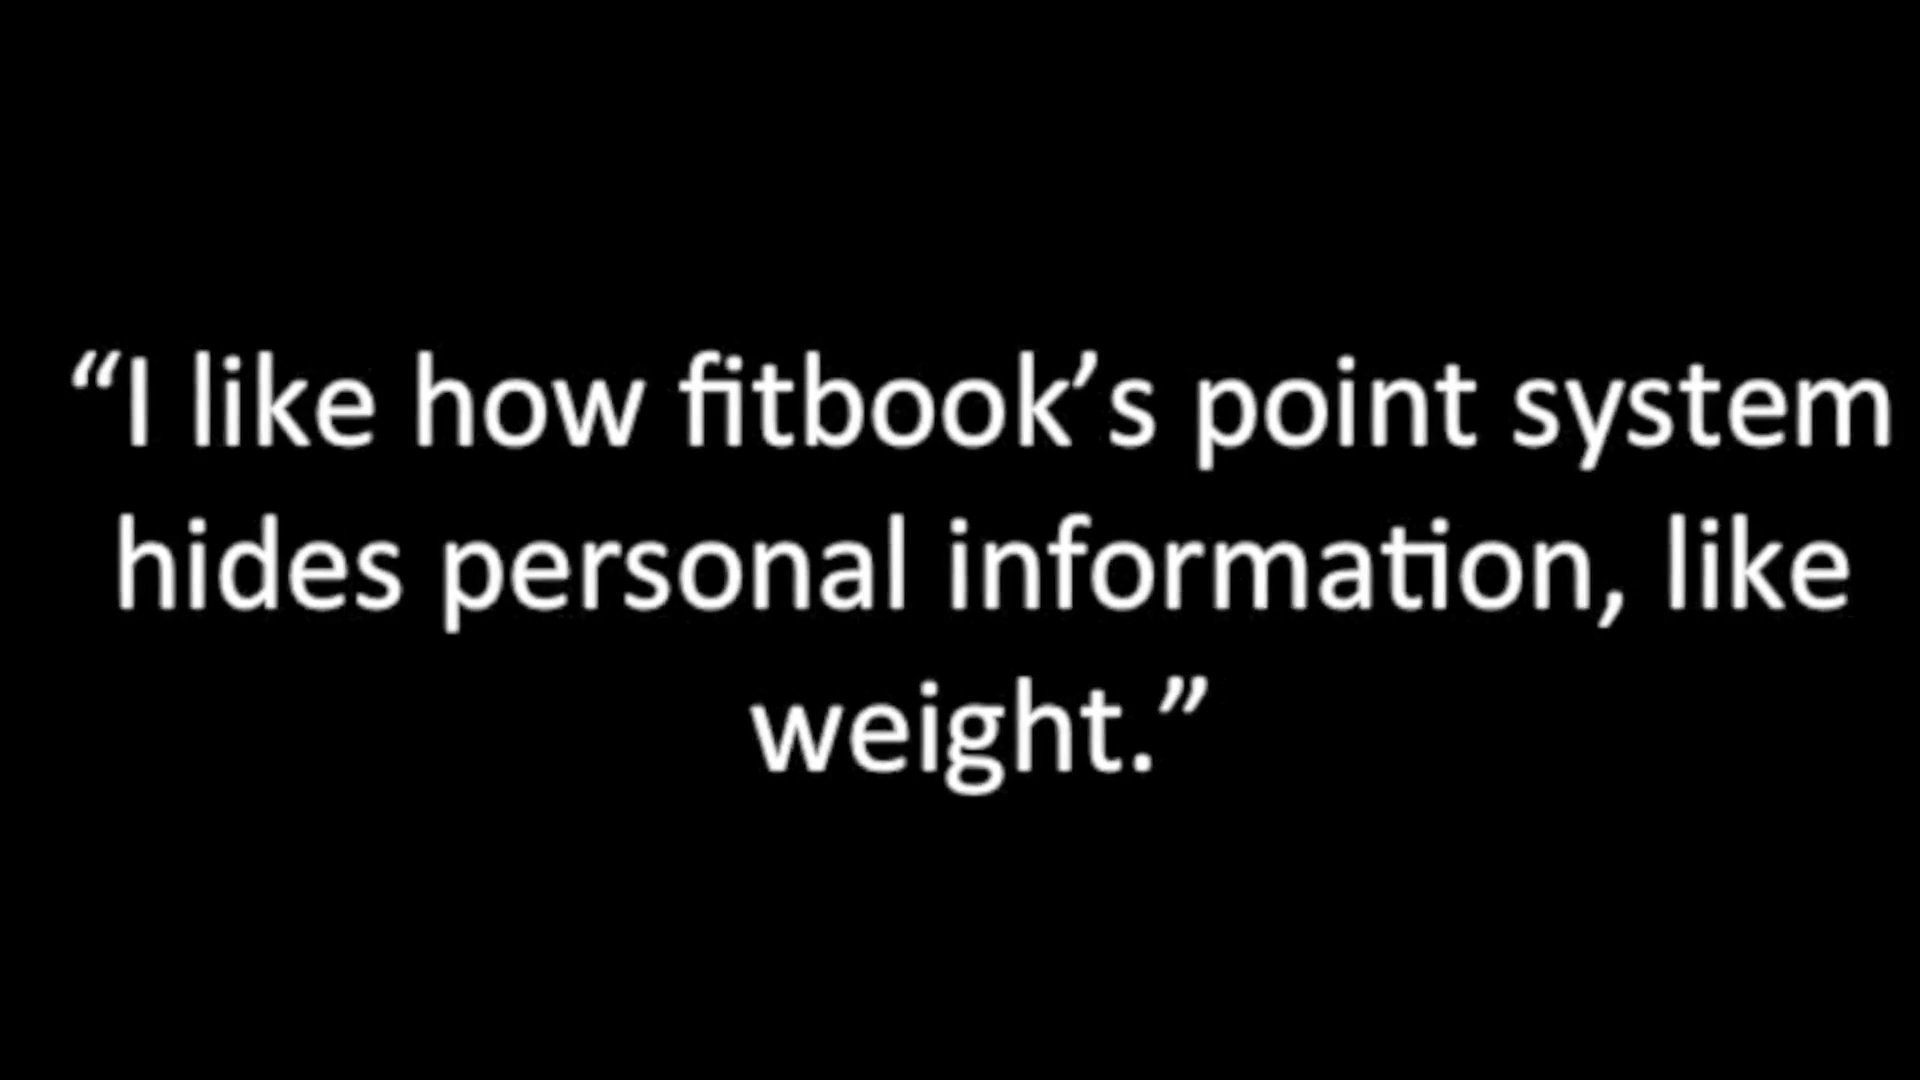 “I like how fitbook’s point system
hides personal information, like
weight.”